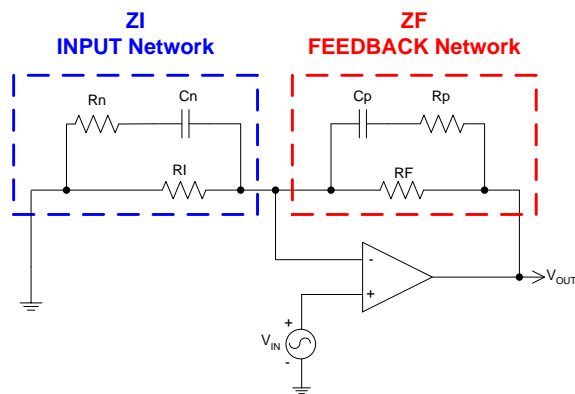 ZI
INPUT Network
ZF
FEEDBACK Network
Rn
Cn
RI
Cp
Rp
RF
-
+
VOUT
+
VIN
-